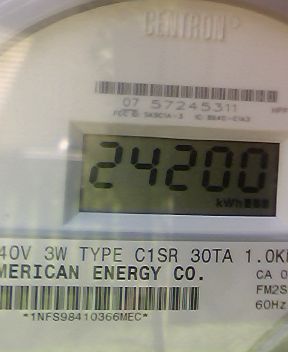 CENTRON
07 57245311
24200
kWh
40V 3W TYPE C1SR 30TA 1.0K
MERICAN ENERGY CO.
CA 0
FM2S
60Hz
*1NFS98410366MEC*